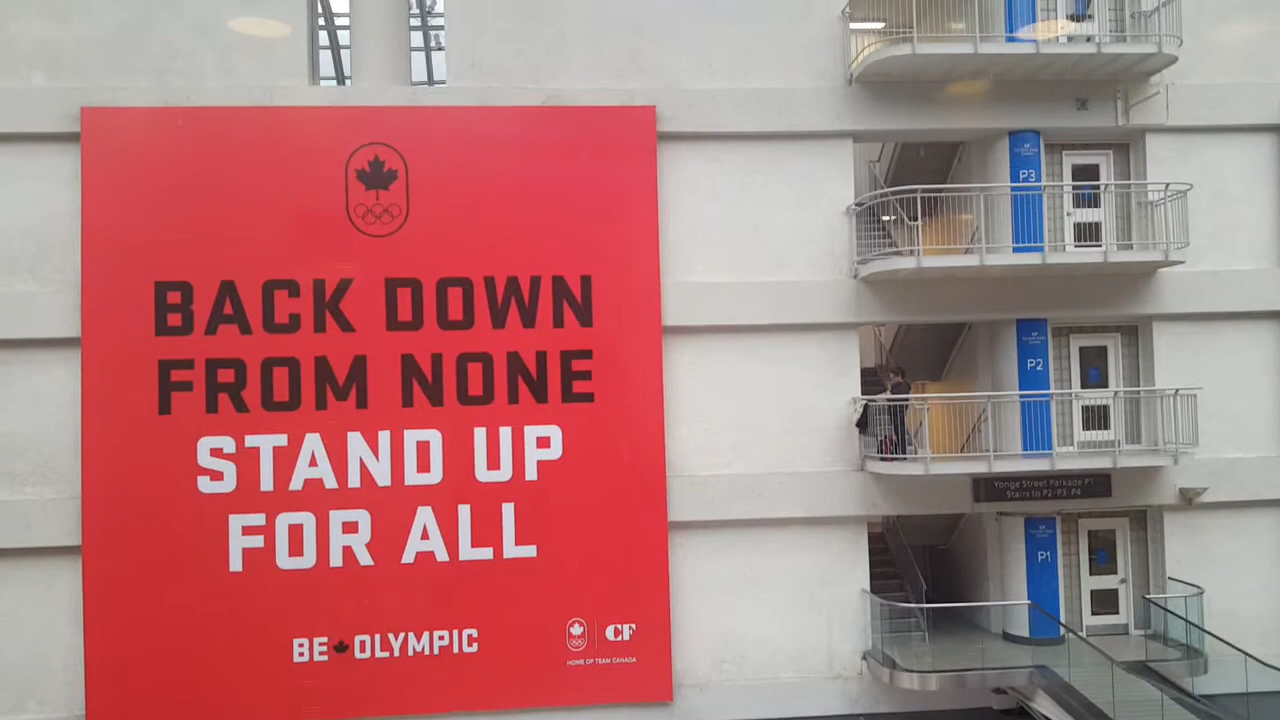 BACK DOWN
FROM NONE
STAND UP
FOR ALL
BE OLYMPIC
CF
HOME OF TEAM CANADA
P3
P2
Yonge Street Parkade P1
Stairs to P2·P3·P4
P1